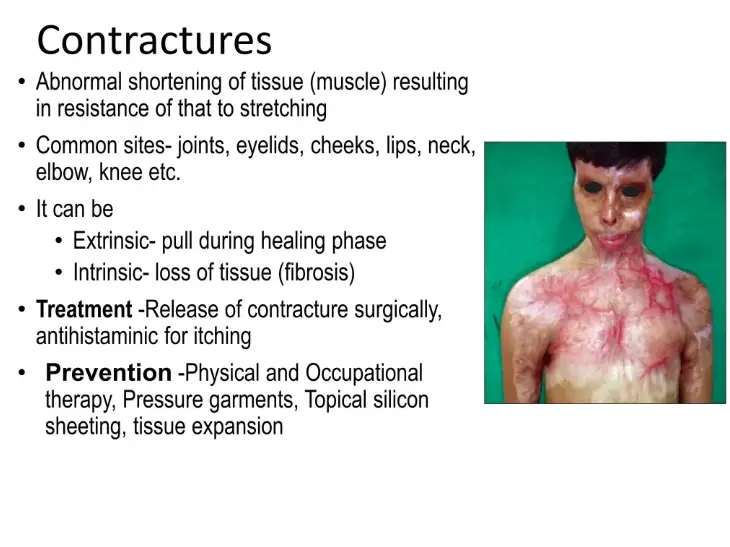 Contractures
• Abnormal shortening of tissue (muscle) resulting
in resistance of that to stretching
• Common sites- joints, eyelids, cheeks, lips, neck,
elbow, knee etc.
• It can be
• Extrinsic- pull during healing phase
• Intrinsic- loss of tissue (fibrosis)
• Treatment -Release of contracture surgically,
antihistaminic for itching
• Prevention -Physical and Occupational
therapy, Pressure garments, Topical silicon
sheeting, tissue expansion